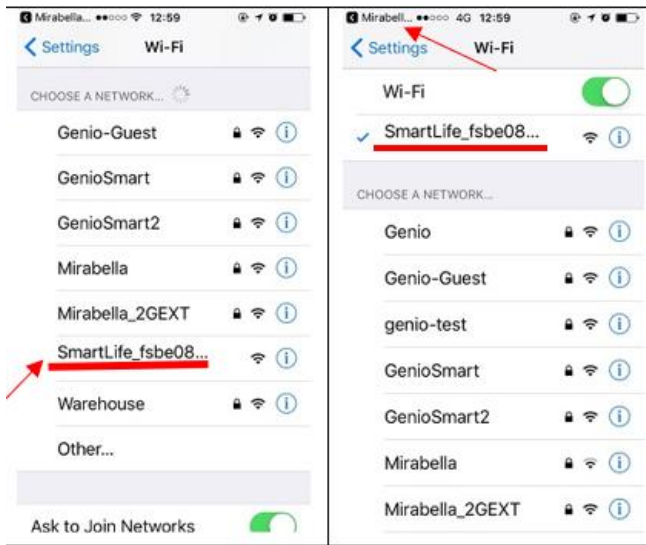 Mirabella... 12:59
Settings Wi-Fi
CHOOSE A NETWORK...
Genio-Guest
GenioSmart
GenioSmart2
Mirabella
Mirabella_2GEXT
SmartLife_fsbe08...
Warehouse
Other...
Ask to Join Networks
Mirabell... 4G 12:59
Settings Wi-Fi
Wi-Fi
SmartLife_fsbe08...
CHOOSE A NETWORK...
Genio
Genio-Guest
genio-test
GenioSmart
GenioSmart2
Mirabella
Mirabella_2GEXT